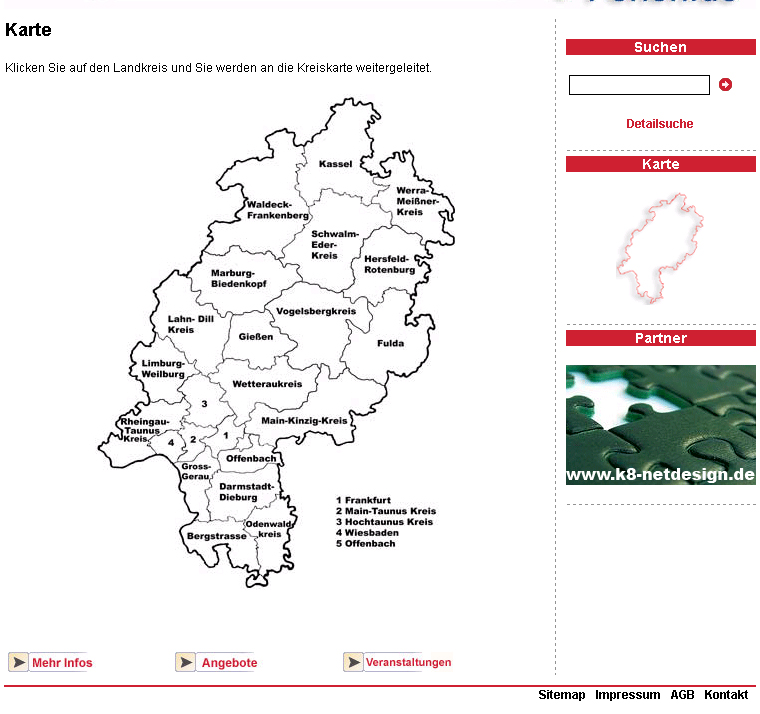 Karte
Klicken Sie auf den Landkreis und Sie werden an die Kreiskarte weitergeleitet.
Kassel
Werra-
Meißner-
Kreis
Waldeck-
Frankenberg
Schwalm-
Eder-
Kreis
Hersfeld-
Rotenburg
Marburg-
Biedenkopf
Vogelsbergkreis
Lahn- Dill
Kreis
Gießen
Fulda
Limburg-
Weilburg
Wetteraukreis
3
Rheingau-
Taunus
Kreis
Main-Kinzig-Kreis
4
2
1
Offenbach
Gross-
Gerau
Darmstadt-
Dieburg
Odenwald
kreis
Bergstrasse
1 Frankfurt
2 Main-Taunus Kreis
3 Hochtaunus Kreis
4 Wiesbaden
5 Offenbach
Mehr Infos
Angebote
Veranstaltungen
Suchen
Detailsuche
Karte
Partner
www.k8-netdesign.de
Sitemap Impressum AGB Kontakt